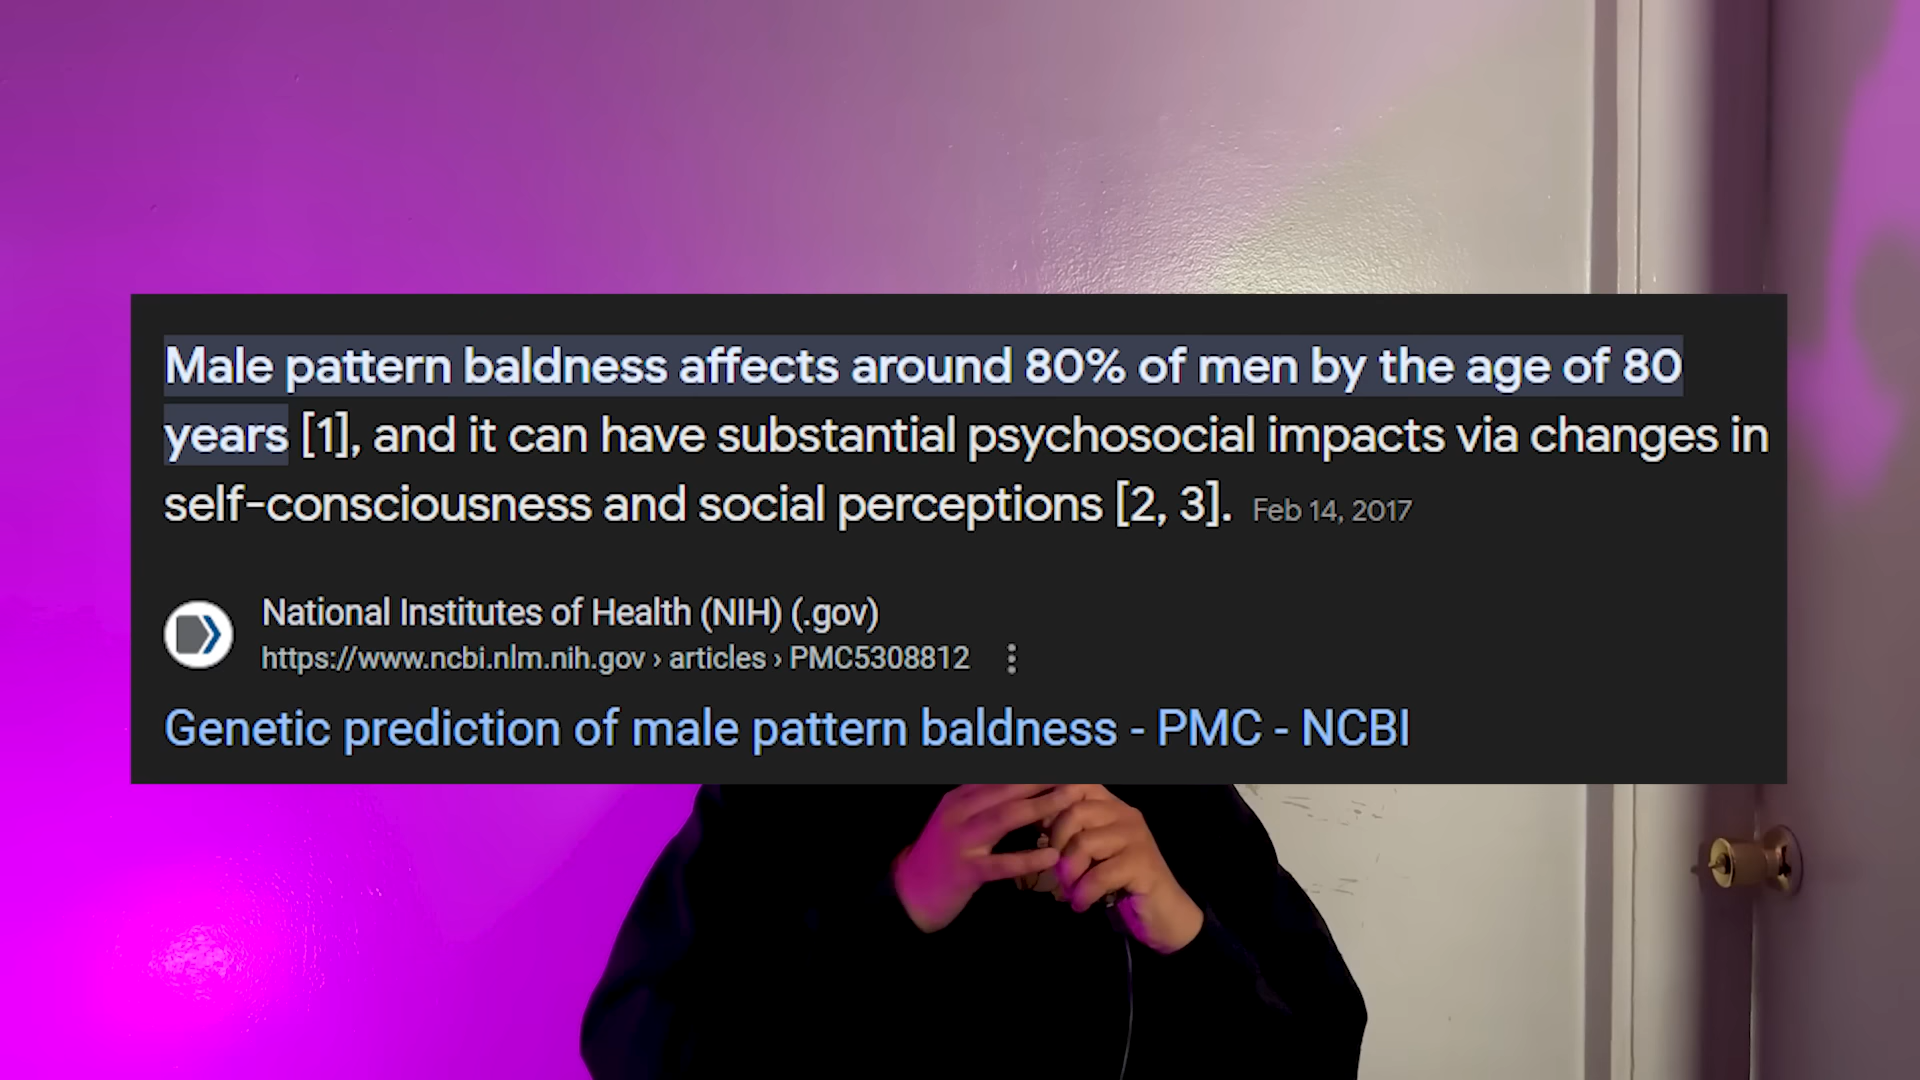 Male pattern baldness affects around 80% of men by the age of 80
years [1], and it can have substantial psychosocial impacts via changes in
self-consciousness and social perceptions [2, 3]. Feb 14, 2017
National Institutes of Health (NIH) (.gov)
https://www.ncbi.nlm.nih.gov › articles › PMC5308812
Genetic prediction of male pattern baldness - PMC - NCBI